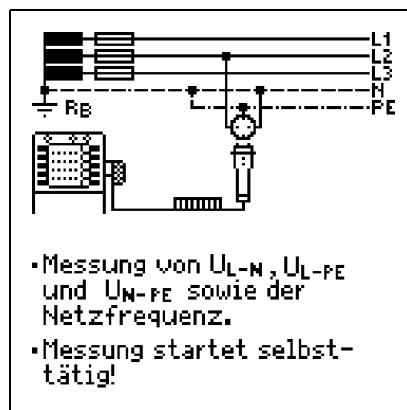 L1
L2
L3
N
PE
RB
▪Messung von UL-N, UL-PE
und UN-PE sowie der
Netzfrequenz.
▪Messung startet selbst-
tätig!